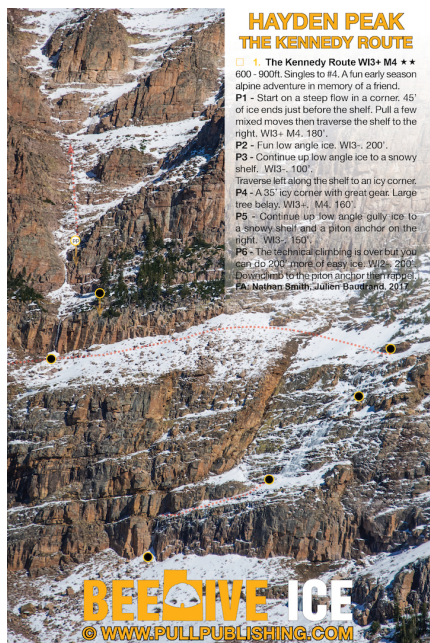 HAYDEN PEAK
THE KENNEDY ROUTE
1. The Kennedy Route WI3+ M4 ★★
600 - 900ft. Singles to #4. A fun early season
alpine adventure in memory of a friend.
P1 - Start on a steep flow in a corner. 45'
of ice ends just before the shelf. Pull a few
mixed moves then traverse the shelf to the
right. WI3+ M4. 180'.
P2 - Fun low angle ice. WI3-. 200'.
P3 - Continue up low angle ice to a snowy
shelf. WI3-. 100'.
Traverse left along the shelf to an icy corner.
P4 - A 35' icy corner with great gear. Large
tree belay. WI3+. M4. 160'
P5 - Continue up low angle gully ice to
a snowy shelf and a piton anchor on the
right. WI3-. 150'.
P6 - The technical climbing is over but you
can do 200' more of easy ice. WI2+. 200'.
Downclimb to the piton anchor then rappel.
FA: Nathan Smith, Julien Baudrand, 2017
PP
BEEHIVE ICE
© WWW.PULLPUBLISHING.COM